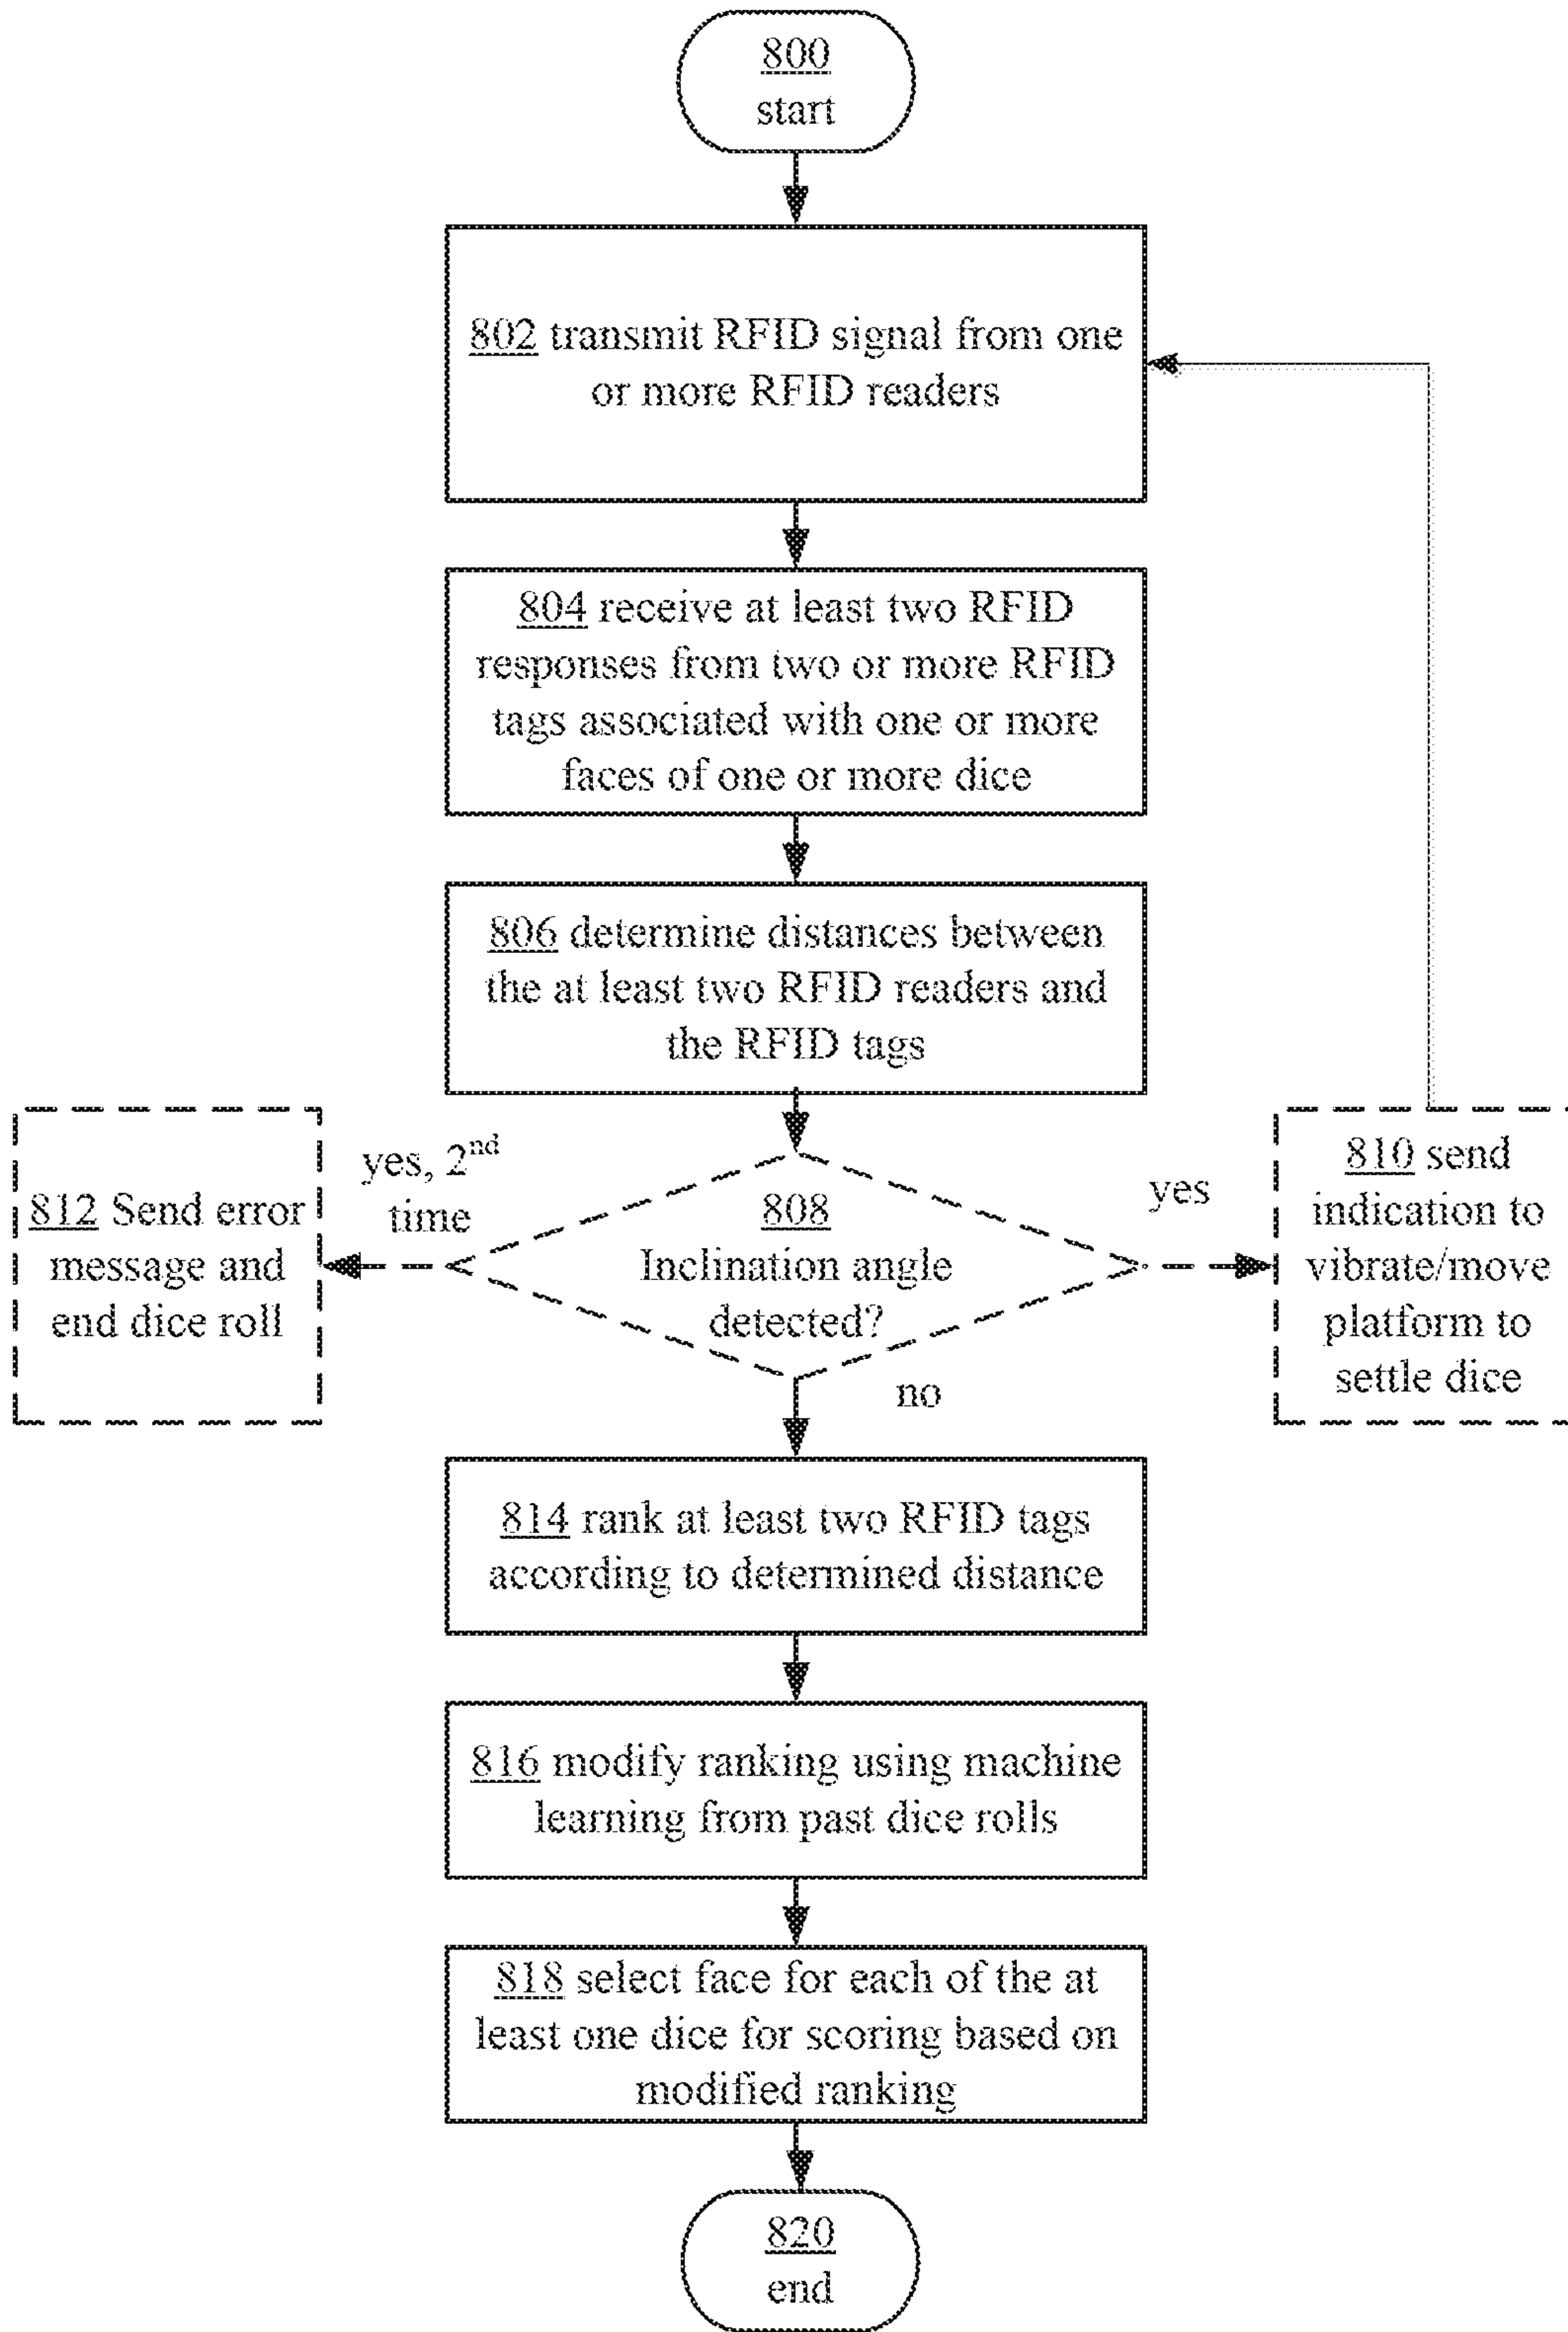 800
start
802 transmit RFID signal from one
or more RFID readers
804 receive at least two RFID
responses from two or more RFID
tags associated with one or more
faces of one or more dice
806 determine distances between
the at least two RFID readers and
the RFID tags
yes, 2nd
time
812 Send error
message and
end dice roll
808
Inclination angle
detected?
yes
810 send
indication to
vibrate/move
platform to
settle dice
no
814 rank at least two RFID tags
according to determined distance
816 modify ranking using machine
learning from past dice rolls
818 select face for each of the at
least one dice for scoring based on
modified ranking
820
end